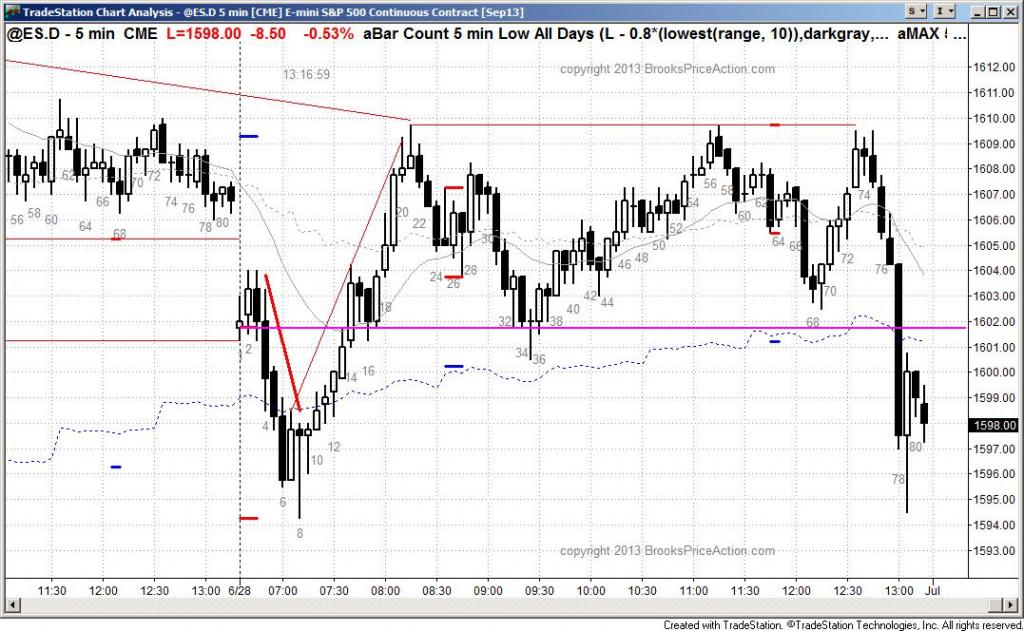 TradeStation Chart Analysis - @ES.D 5 min [CME] E-mini S&P 500 Continuous Contract [Sep13]
S I
@ES.D - 5 min CME L=1598.00 -8.50 -0.53% aBar Count 5 min Low All Days (L - 0.8*(lowest(range, 10)),darkgray,... aMAX ...
13:16:59
copyright 2013 BrooksPriceAction.com
1612.00
1611.00
1610.00
1609.00
1608.00
1607.00
1606.00
1605.00
1604.00
1603.00
1602.00
1601.00
1600.00
1599.00
1598.00
1597.00
1596.00
1595.00
1594.00
1593.00
56 58 60 62 64 66 68 70 72 74 76 78 80
2 4 6 8 10 12 14 16 18 20 22 24 26 28 30 32 34 36 38 40 42 44 46 48 50 52 54 56 58 60 62 64 66 68 70 72 74 76 78 80
copyright 2013 BrooksPriceAction.com
11:30 12:00 12:30 13:00 6/28 07:00 07:30 08:00 08:30 09:00 09:30 10:00 10:30 11:00 11:30 12:00 12:30 13:00 Jul
Created with TradeStation. ©TradeStation Technologies, Inc. All rights reserved.